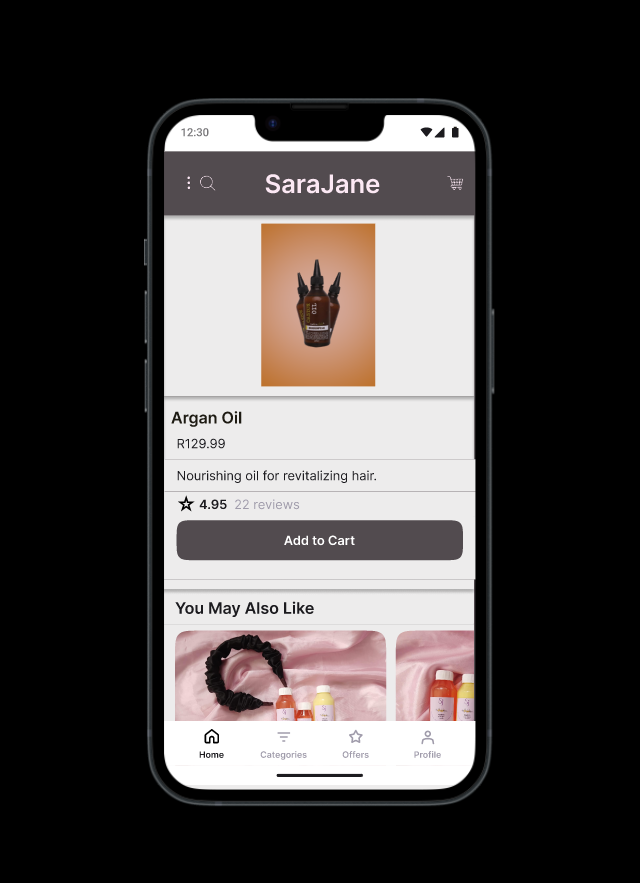 12:30
SaraJane
OIL
Argan Oil
R129.99
Nourishing oil for revitalizing hair.
4.95 22 reviews
Add to Cart
You May Also Like
Home Categories Offers Profile